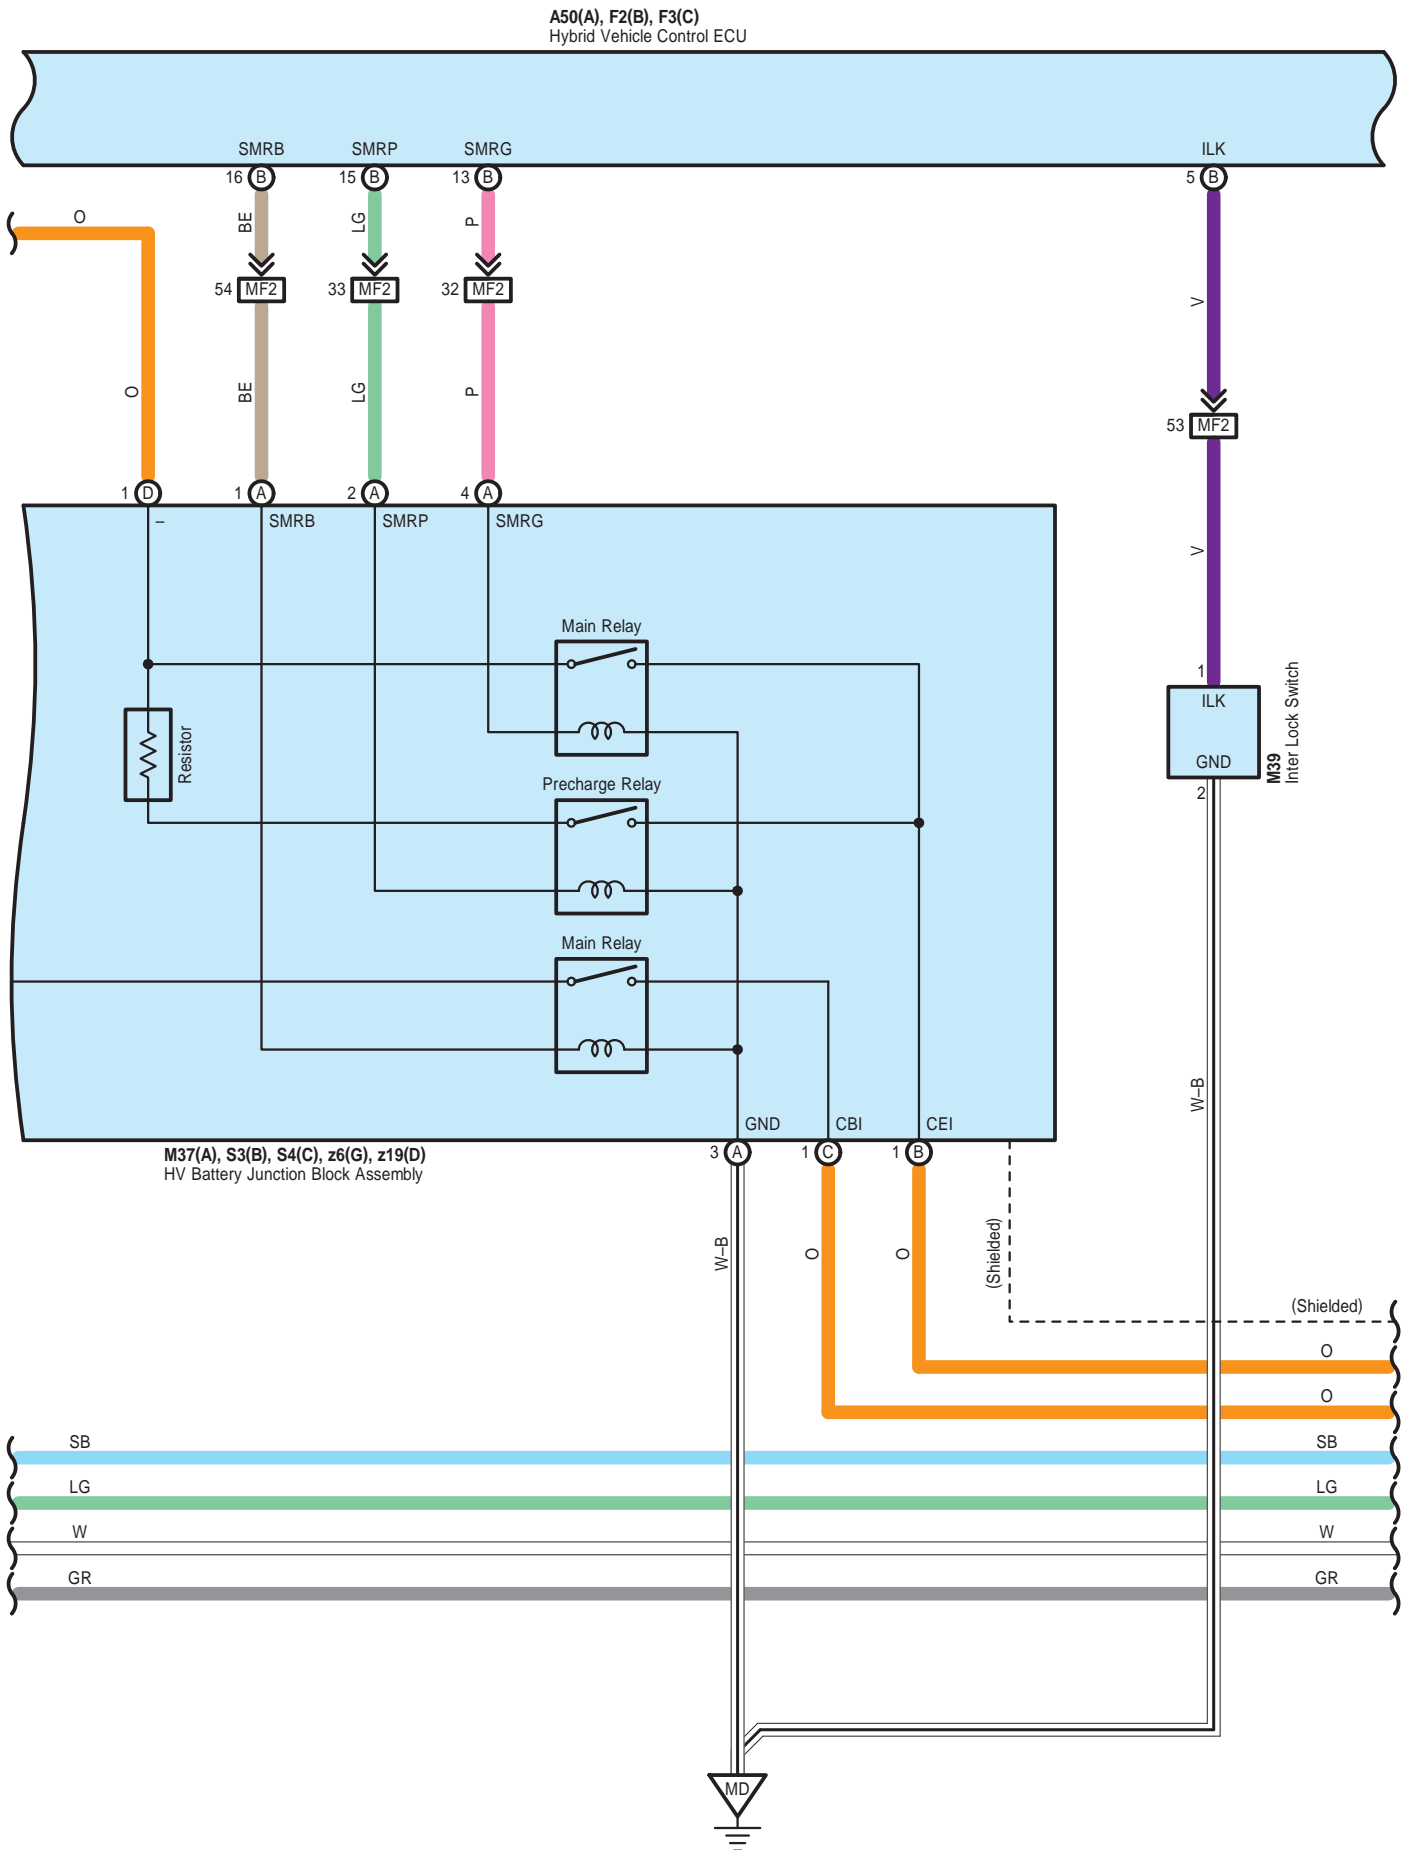 A50(A), F2(B), F3(C)
Hybrid Vehicle Control ECU
SMRB SMRP SMRG ILK
16 B 15 B 13 B 5 B
O
BE LG P
54 MF2 33 MF2 32 MF2
V
O BE LG P
53 MF2
1 D 1 A 2 A 4 A
– SMRB SMRP SMRG
V
Main Relay
1
ILK
Resistor
GND
M39
Inter Lock Switch
2
Precharge Relay
Main Relay
W–B
GND CBI CEI
M37(A), S3(B), S4(C), z6(G), z19(D)
HV Battery Junction Block Assembly
3 A 1 C 1 B
W–B O O (Shielded)
(Shielded)
O
O
SB SB
LG LG
W W
GR GR
MD